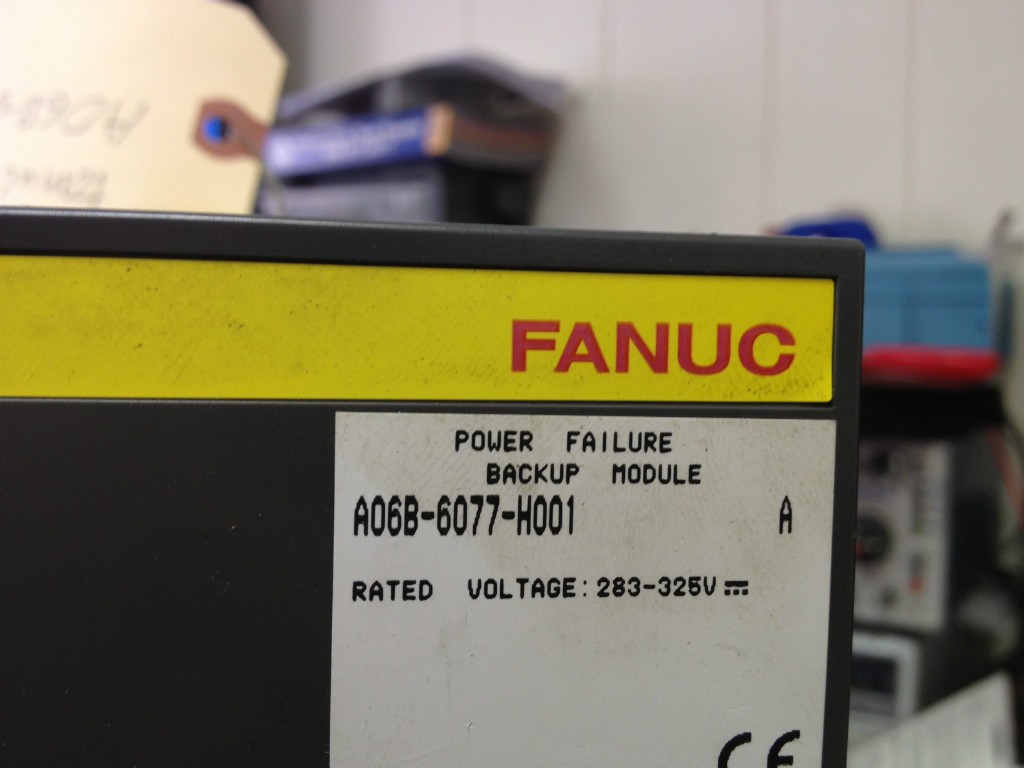 FANUC
POWER FAILURE
BACKUP MODULE
A06B-6077-H001 A
RATED VOLTAGE: 283-325V ⎓
CE